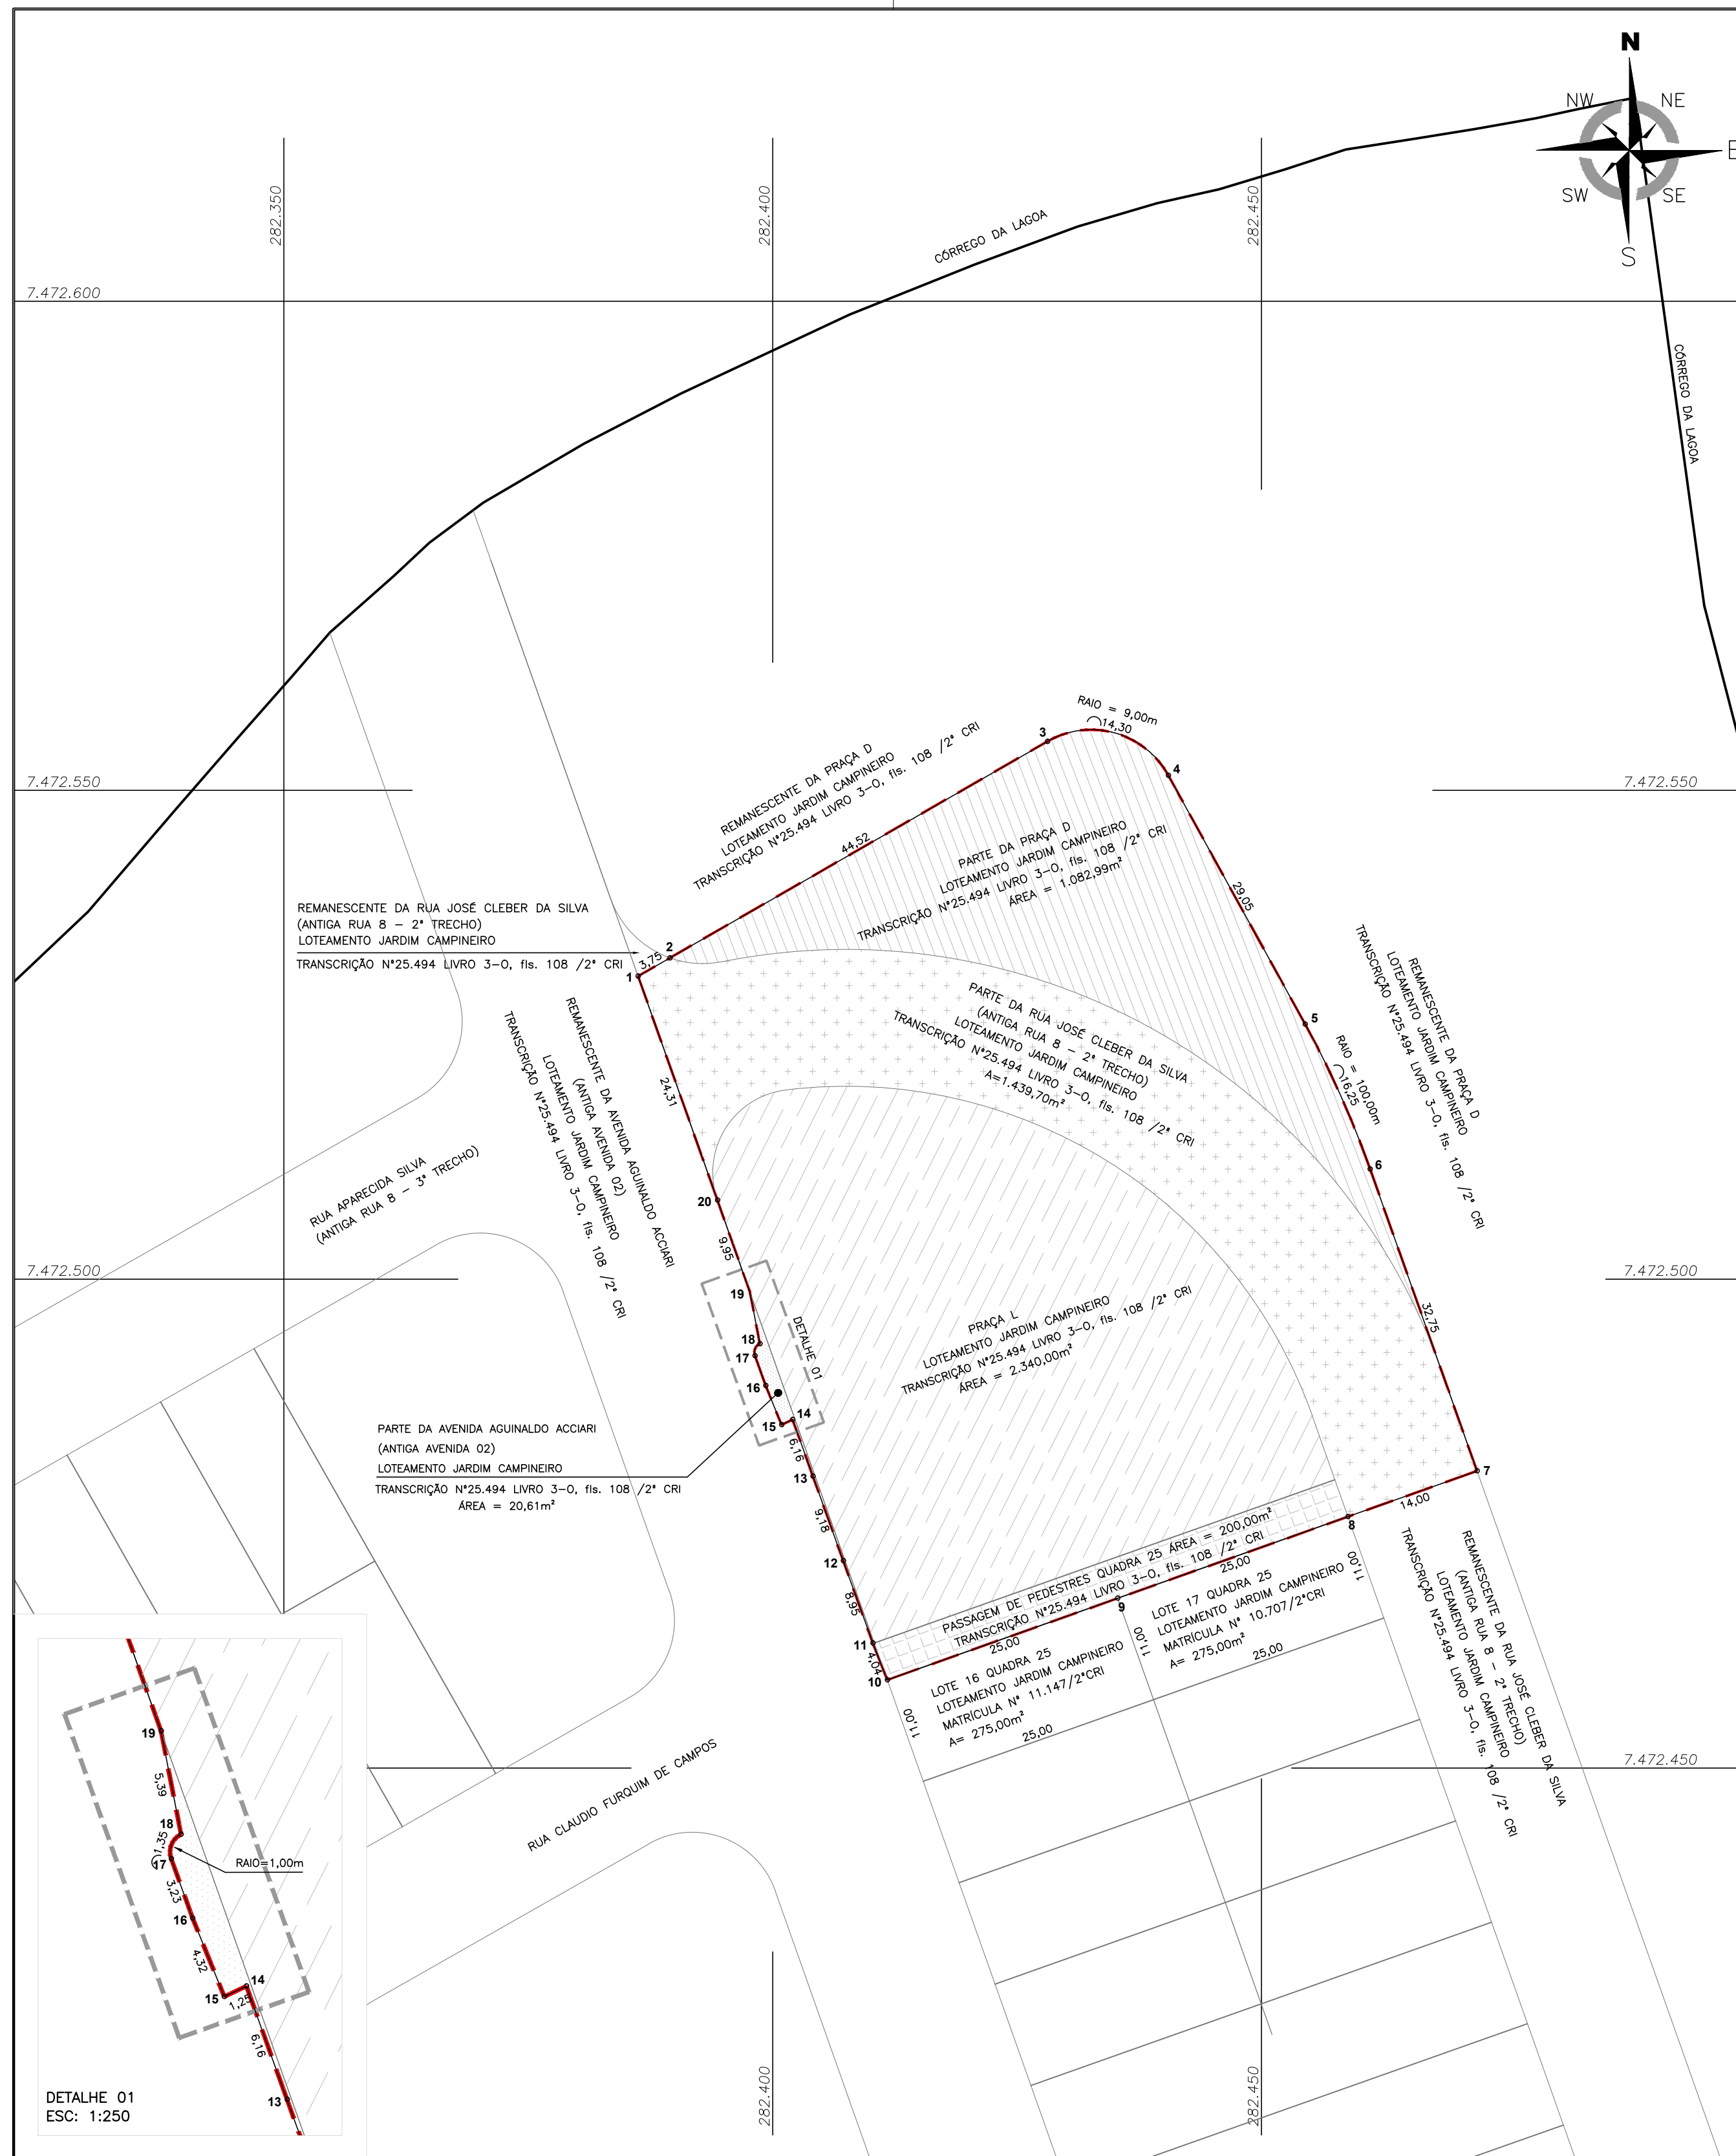 N
NW
NE
E
SW
SE
S
282.350
282.400
282.450
CÓRREGO DA LAGOA
7.472.600
CÓRREGO DA LAGOA
RAIO = 9,00m
14,30
3
4
REMANESCENTE DA PRAÇA D
LOTEAMENTO JARDIM CAMPINEIRO
TRANSCRIÇÃO N°25.494 LIVRO 3-O, fls. 108 /2° CRI
7.472.550
7.472.550
44,52
PARTE DA PRAÇA D
LOTEAMENTO JARDIM CAMPINEIRO
TRANSCRIÇÃO N°25.494 LIVRO 3-O, fls. 108 /2° CRI
ÁREA = 1.082,99m²
29,05
REMANESCENTE DA RUA JOSÉ CLEBER DA SILVA
(ANTIGA RUA 8 - 2° TRECHO)
LOTEAMENTO JARDIM CAMPINEIRO
TRANSCRIÇÃO N°25.494 LIVRO 3-O, fls. 108 /2° CRI
2
3,75
1
REMANESCENTE DA PRAÇA D
LOTEAMENTO JARDIM CAMPINEIRO
TRANSCRIÇÃO N°25.494 LIVRO 3-O, fls. 108 /2° CRI
5
RAIO = 100,00m
16,25
6
PARTE DA RUA JOSÉ CLEBER DA SILVA
(ANTIGA RUA 8 - 2° TRECHO)
LOTEAMENTO JARDIM CAMPINEIRO
TRANSCRIÇÃO N°25.494 LIVRO 3-O, fls. 108 /2° CRI
A=1.439,70m²
REMANESCENTE DA AVENIDA AGUINALDO ACCIARI
(ANTIGA AVENIDA 02)
LOTEAMENTO JARDIM CAMPINEIRO
TRANSCRIÇÃO N°25.494 LIVRO 3-O, fls. 108 /2° CRI
24,31
RUA APARECIDA SILVA
(ANTIGA RUA 8 - 3° TRECHO)
20
9,95
7.472.500
7.472.500
19
18
17
16
15
14
DETALHE 01
32,75
PRAÇA L
LOTEAMENTO JARDIM CAMPINEIRO
TRANSCRIÇÃO N°25.494 LIVRO 3-O, fls. 108 /2° CRI
ÁREA = 2.340,00m²
PARTE DA AVENIDA AGUINALDO ACCIARI
(ANTIGA AVENIDA 02)
LOTEAMENTO JARDIM CAMPINEIRO
TRANSCRIÇÃO N°25.494 LIVRO 3-O, fls. 108 /2° CRI
ÁREA = 20,61m²
6,16
13
9,18
12
8,95
11
4,04
10
7
14,00
8
PASSAGEM DE PEDESTRES QUADRA 25 ÁREA = 200,00m²
TRANSCRIÇÃO N°25.494 LIVRO 3-O, fls. 108 /2° CRI
25,00
25,00
9
11,00
11,00
11,00
LOTE 17 QUADRA 25
LOTEAMENTO JARDIM CAMPINEIRO
MATRÍCULA N° 10.707/2°CRI
A= 275,00m²
25,00
LOTE 16 QUADRA 25
LOTEAMENTO JARDIM CAMPINEIRO
MATRÍCULA N° 11.147/2°CRI
A= 275,00m²
25,00
REMANESCENTE DA RUA JOSÉ CLEBER DA SILVA
(ANTIGA RUA 8 - 2° TRECHO)
LOTEAMENTO JARDIM CAMPINEIRO
TRANSCRIÇÃO N°25.494 LIVRO 3-O, fls. 108 /2° CRI
7.472.450
RUA CLAUDIO FURQUIM DE CAMPOS
19
5,39
18
1,35
17
RAIO=1,00m
3,23
16
4,32
14
15
1,25
6,16
13
DETALHE 01
ESC: 1:250
282.400
282.450